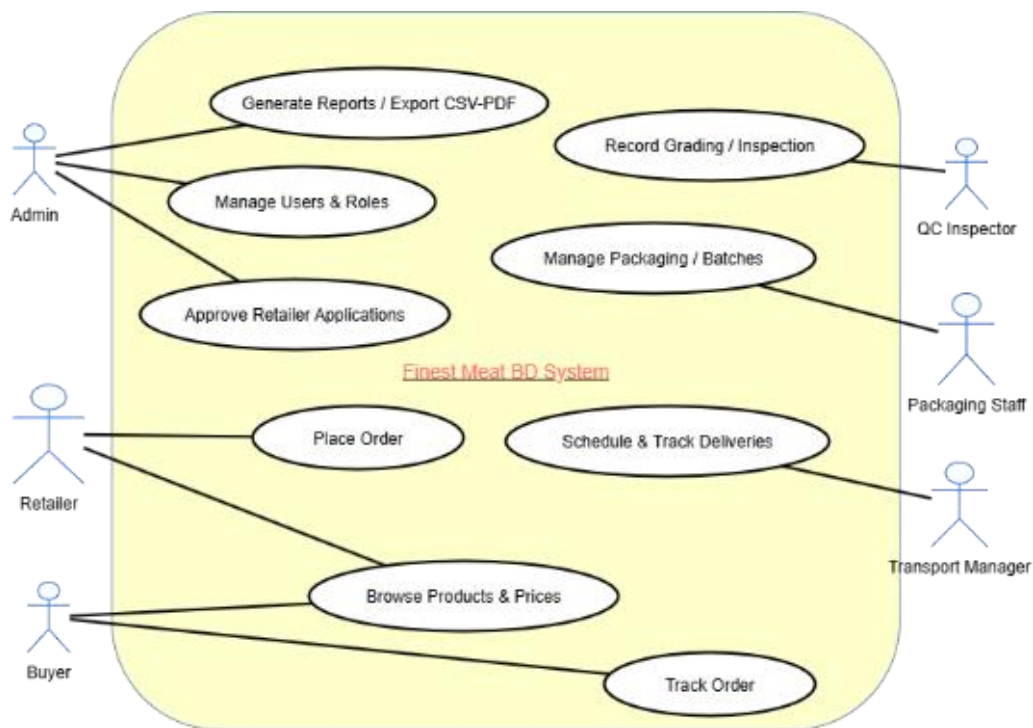 Generate Reports / Export CSV-PDF
Record Grading / Inspection
Admin
Manage Users & Roles
QC Inspector
Manage Packaging / Batches
Approve Retailer Applications
Finest Meat BD System
Packaging Staff
Place Order
Schedule & Track Deliveries
Retailer
Transport Manager
Browse Products & Prices
Buyer
Track Order